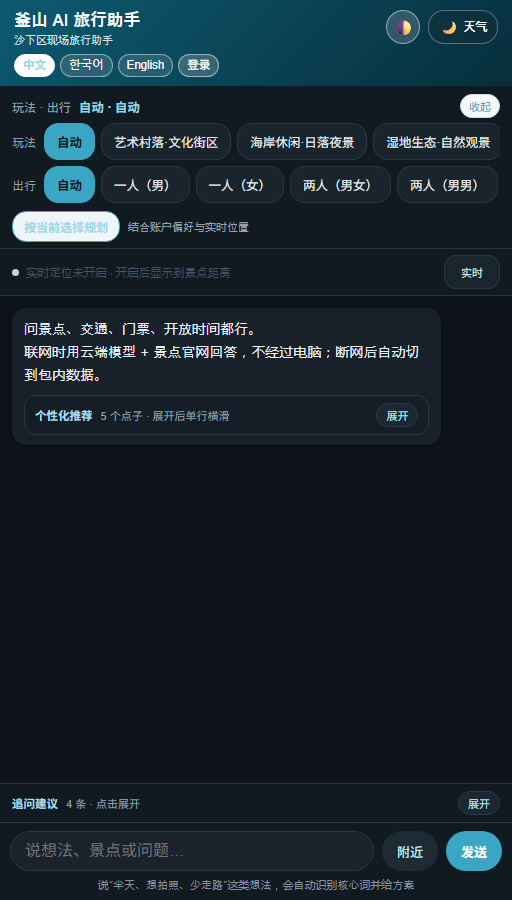 釜山 AI 旅行助手
沙下区现场旅行助手
天气
中文 한국어 English 登录
玩法 · 出行 自动 · 自动 收起
玩法 自动 艺术村落·文化街区 海岸休闲·日落夜景 湿地生态·自然观景
出行 自动 一人（男） 一人（女） 两人（男女） 两人（男男）
按当前选择规划 结合账户偏好与实时位置
实时定位未开启 · 开启后显示到景点距离 实时
问景点、交通、门票、开放时间都行。
联网时用云端模型 + 景点官网回答，不经过电脑；断网后自动切
到包内数据。
个性化推荐 5 个点子 · 展开后单行横滑 展开
追问建议 4 条 · 点击展开 展开
说想法、景点或问题… 附近 发送
说“半天、想拍照、少走路”这类想法，会自动识别核心词并给方案